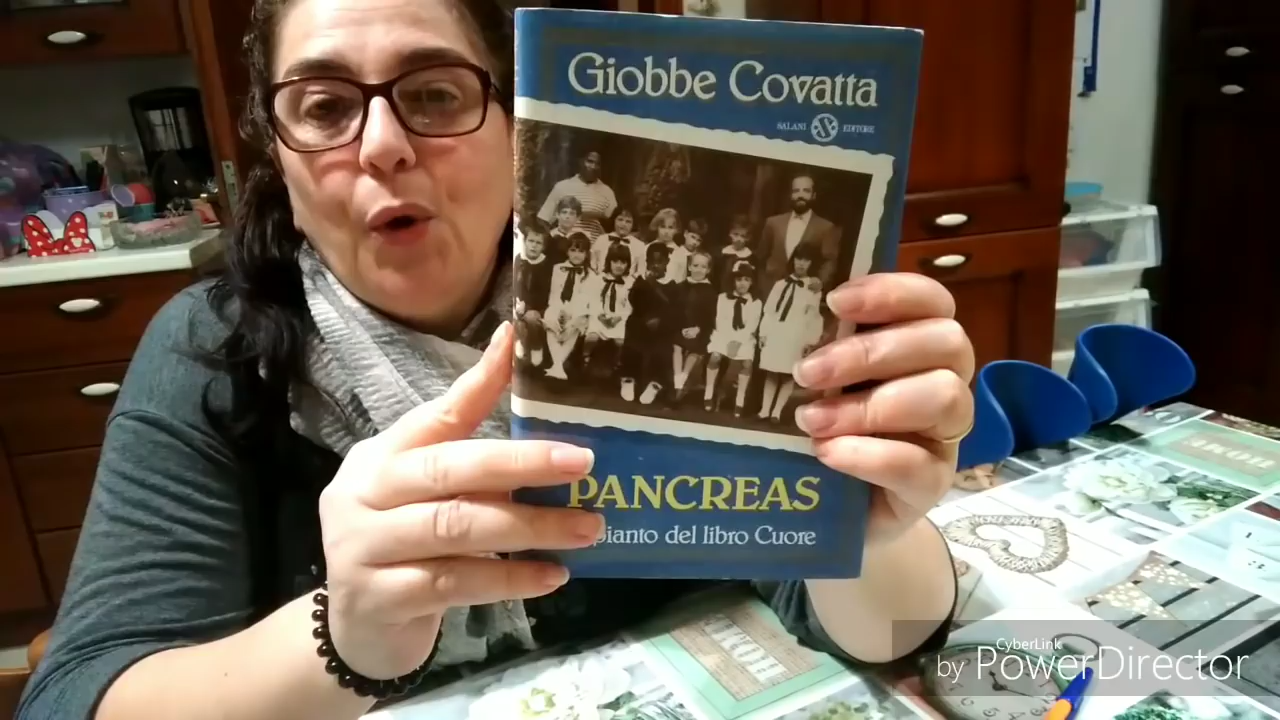 Giobbe Covatta
SALANI EDITORE
PANCREAS
pianto del libro Cuore
CyberLink
by PowerDirector